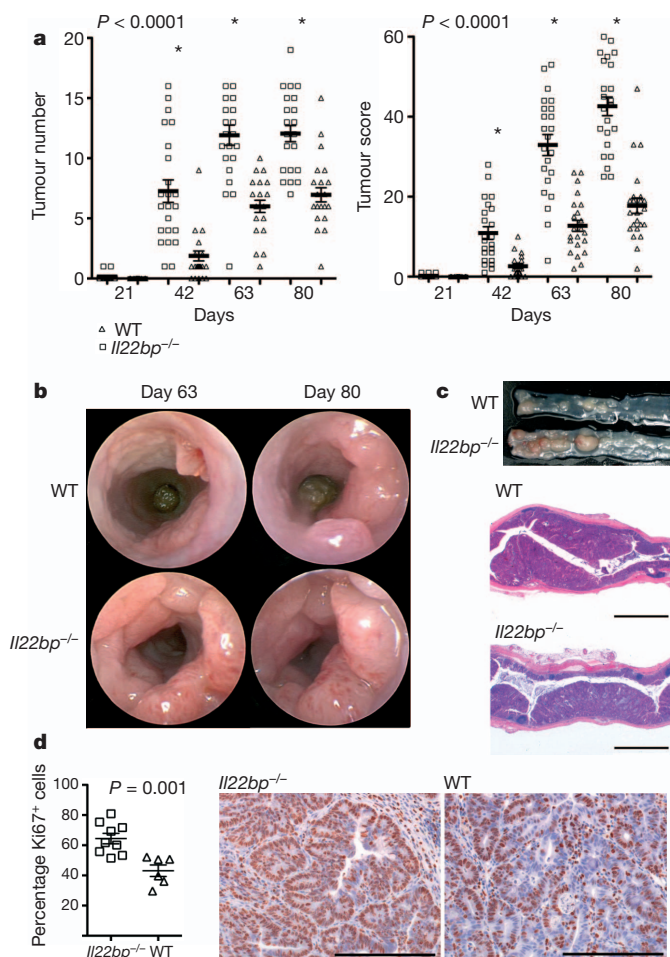 a
P < 0.0001
Tumour number
20
15
10
5
0
* * *
21 42 63 80
Days
P < 0.0001
Tumour score
60
40
20
0
* * *
21 42 63 80
Days
△ WT
□ Il22bp–/–
b
Day 63 Day 80
WT
Il22bp–/–
c
WT
Il22bp–/–
WT
Il22bp–/–
d
P = 0.001
Percentage Ki67+ cells
100
80
60
40
20
Il22bp–/– WT
Il22bp–/–
WT